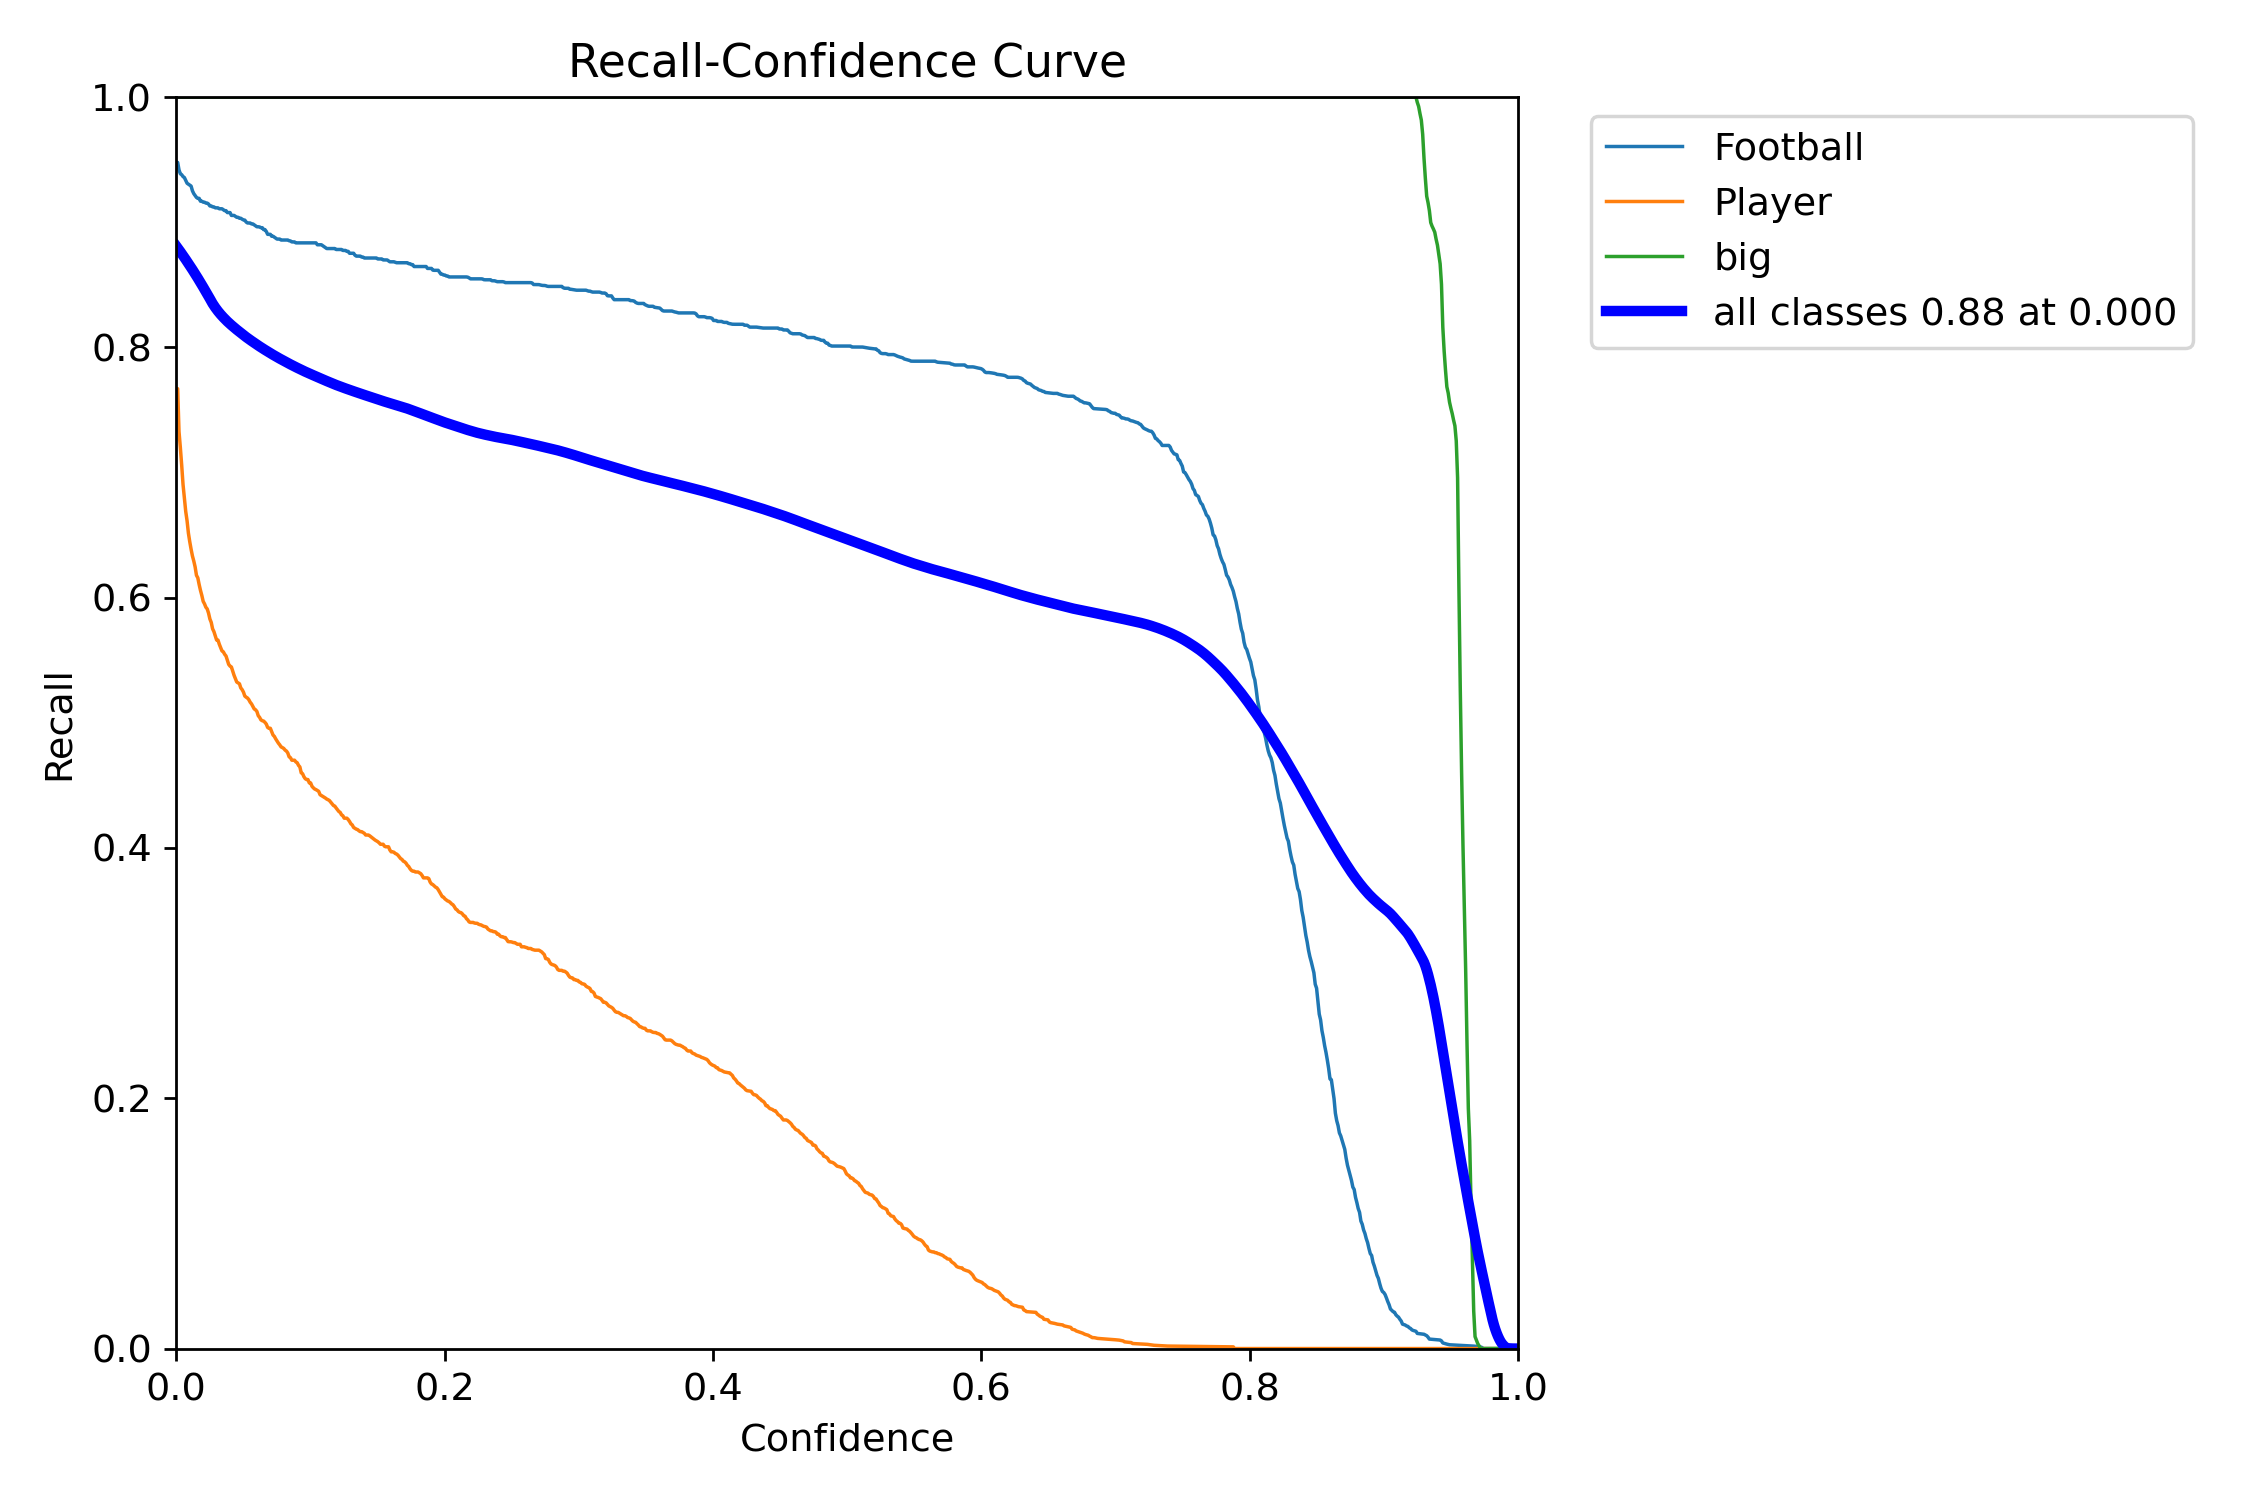 Recall-Confidence Curve
1.0
0.8
0.6
0.4
0.2
0.0
Recall
0.0 0.2 0.4 0.6 0.8 1.0
Confidence
Football
Player
big
all classes 0.88 at 0.000